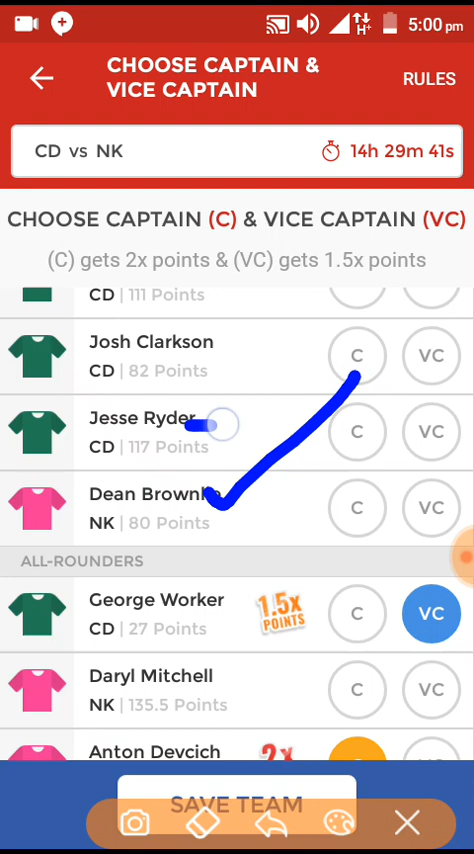 5:00 pm
H+
CHOOSE CAPTAIN &
VICE CAPTAIN
RULES
CD vs NK
14h 29m 41s
CHOOSE CAPTAIN (C) & VICE CAPTAIN (VC)
(C) gets 2x points & (VC) gets 1.5x points
CD | 111 Points
Josh Clarkson
CD | 82 Points
C VC
Jesse Ryder
CD | 117 Points
C VC
Dean Brownlie
NK | 80 Points
C VC
ALL-ROUNDERS
George Worker
CD | 27 Points
1.5x
POINTS
C VC
Daryl Mitchell
NK | 135.5 Points
C VC
Anton Devcich
2x
SAVE TEAM